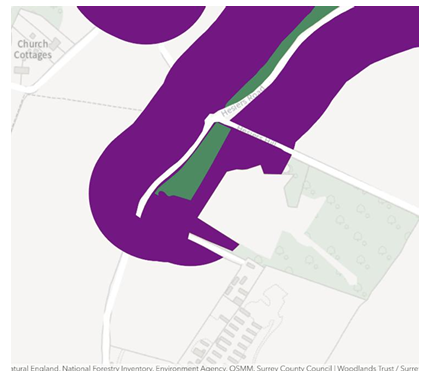 Church
Cottages
atural England, National Forestry Inventory, Environment Agency, OSMM, Surrey County Council | Woodlands Trust / Surre